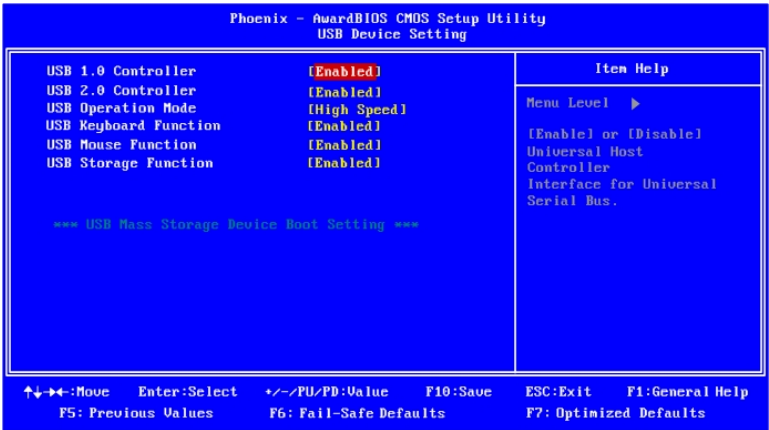 Phoenix - AwardBIOS CMOS Setup Utility
USB Device Setting
USB 1.0 Controller [Enabled]
USB 2.0 Controller [Enabled]
USB Operation Mode [High Speed]
USB Keyboard Function [Enabled]
USB Mouse Function [Enabled]
USB Storage Function [Enabled]
*** USB Mass Storage Device Boot Setting ***
Item Help
Menu Level ▶
[Enable] or [Disable]
Universal Host
Controller
Interface for Universal
Serial Bus.
↑↓→←:Move Enter:Select +/-/PU/PD:Value F10:Save ESC:Exit F1:General Help
F5: Previous Values F6: Fail-Safe Defaults F7: Optimized Defaults